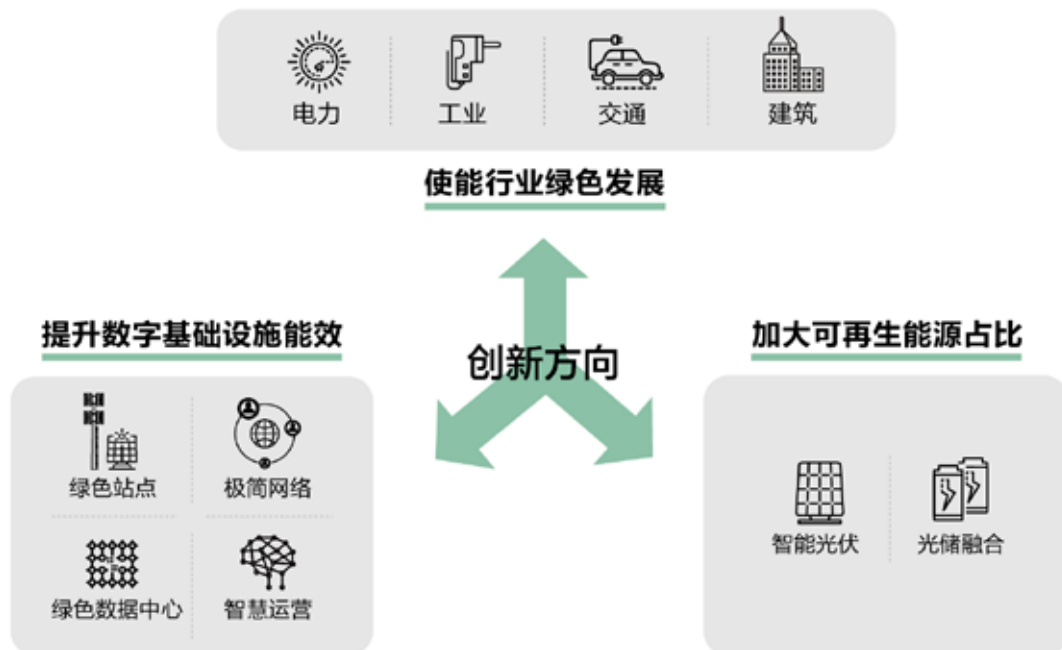 电力 工业 交通 建筑
使能行业绿色发展
提升数字基础设施能效
创新方向
加大可再生能源占比
绿色站点 极简网络
绿色数据中心 智慧运营
智能光伏 光储融合